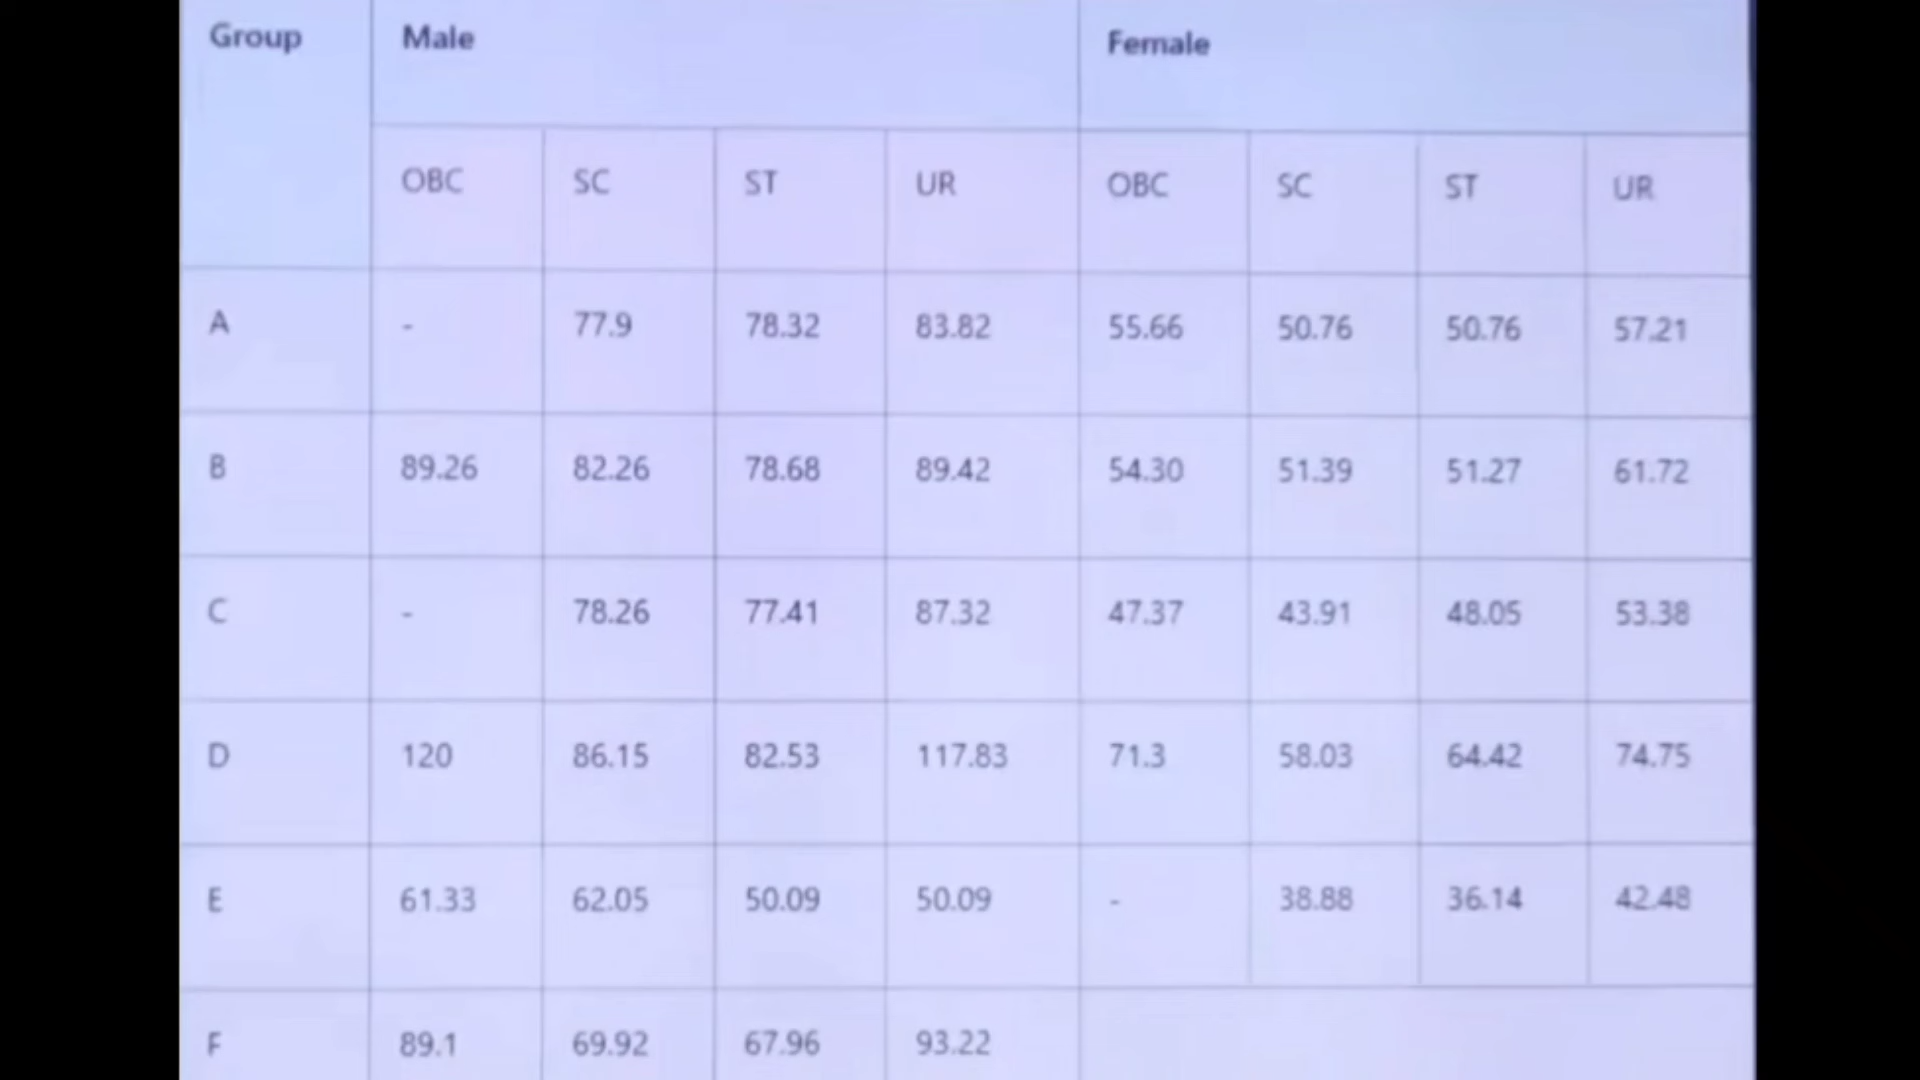 Group Male Female
OBC SC ST UR OBC SC ST UR
A - 77.9 78.32 83.82 55.66 50.76 50.76 57.21
B 89.26 82.26 78.68 89.42 54.30 51.39 51.27 61.72
C - 78.26 77.41 87.32 47.37 43.91 48.05 53.38
D 120 86.15 82.53 117.83 71.3 58.03 64.42 74.75
E 61.33 62.05 50.09 50.09 - 38.88 36.14 42.48
F 89.1 69.92 67.96 93.22